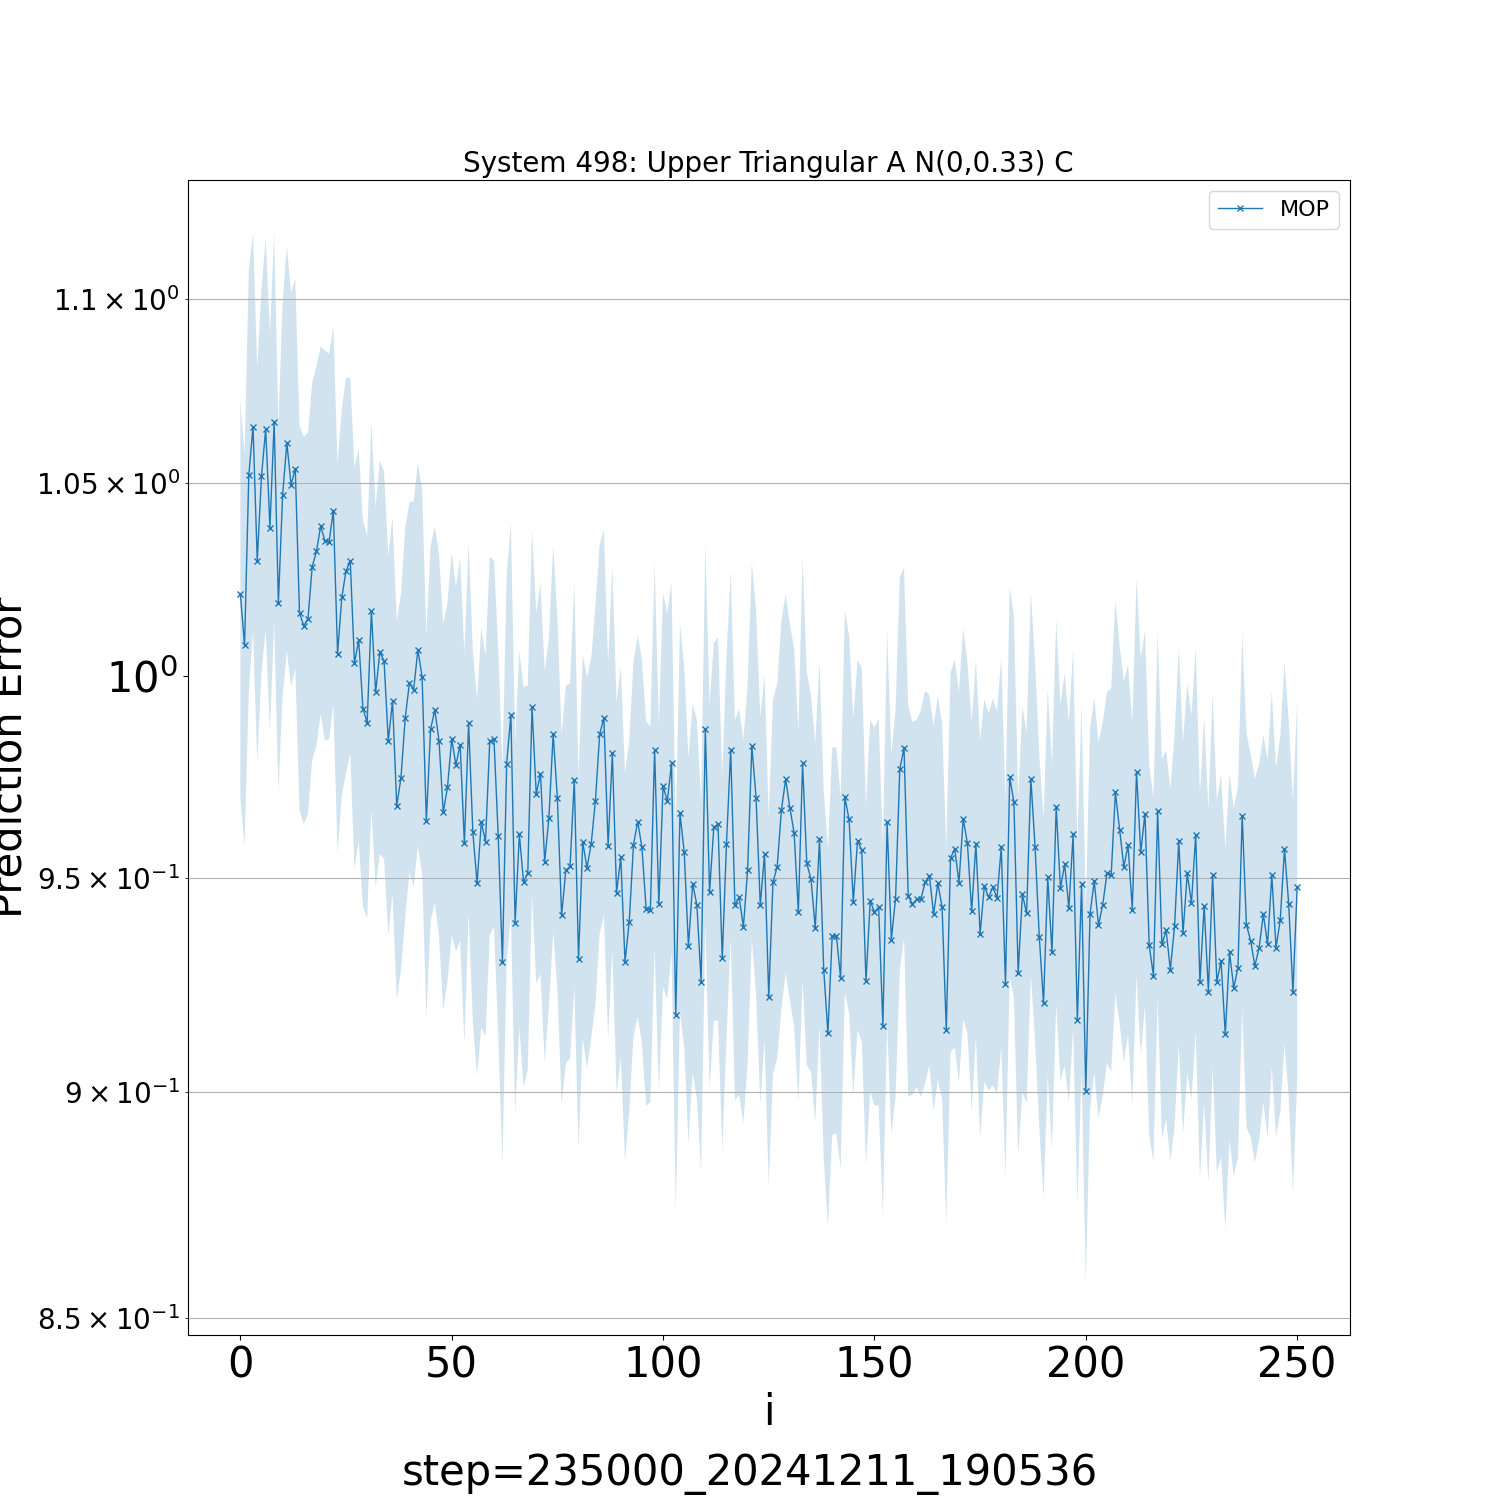 System 498: Upper Triangular A N(0,0.33) C
MOP
1.1 × 10⁰
1.05 × 10⁰
10⁰
9.5 × 10⁻¹
9 × 10⁻¹
8.5 × 10⁻¹
Prediction Error
0 50 100 150 200 250
i
step=235000_20241211_190536